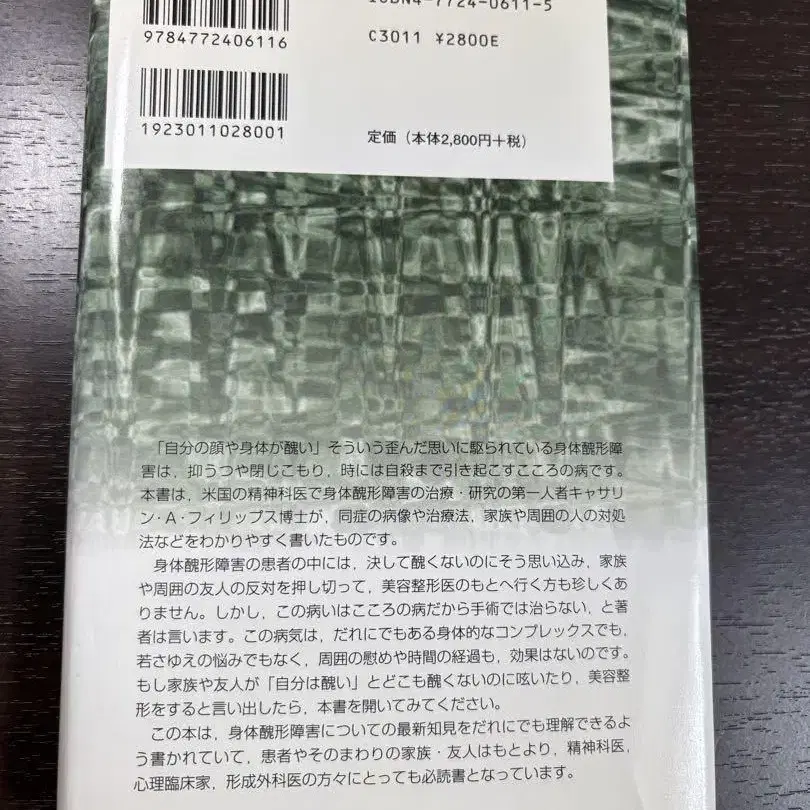 ISBN4-7724-0611-5
9784772406116
C3011 ¥2800E
1923011028001
定価（本体2,800円＋税）
「自分の顔や身体が醜い」そういう歪んだ思いに駆られている身体醜形障
害は，抑うつや閉じこもり，時には自殺まで引き起こすこころの病です。
本書は，米国の精神科医で身体醜形障害の治療・研究の第一人者キャサリ
ン・A・フィリップス博士が，同症の病像や治療法，家族や周囲の人の対処
法などをわかりやすく書いたものです。
身体醜形障害の患者の中には，決して醜くないのにそう思い込み，家族
や周囲の友人の反対を押し切って，美容整形医のもとへ行く方も珍しくあ
りません。しかし，この病いはこころの病だから手術では治らない，と著
者は言います。この病気は，だれにでもある身体的なコンプレックスでも，
若さゆえの悩みでもなく，周囲の慰めや時間の経過も，効果はないのです。
もし家族や友人が「自分は醜い」とどこも醜くないのに呟いたり，美容整
形をすると言い出したら，本書を開いてみてください。
この本は，身体醜形障害についての最新知見をだれにでも理解できるよ
う書かれていて，患者やそのまわりの家族・友人はもとより，精神科医，
心理臨床家，形成外科医の方々にとっても必読書となっています。